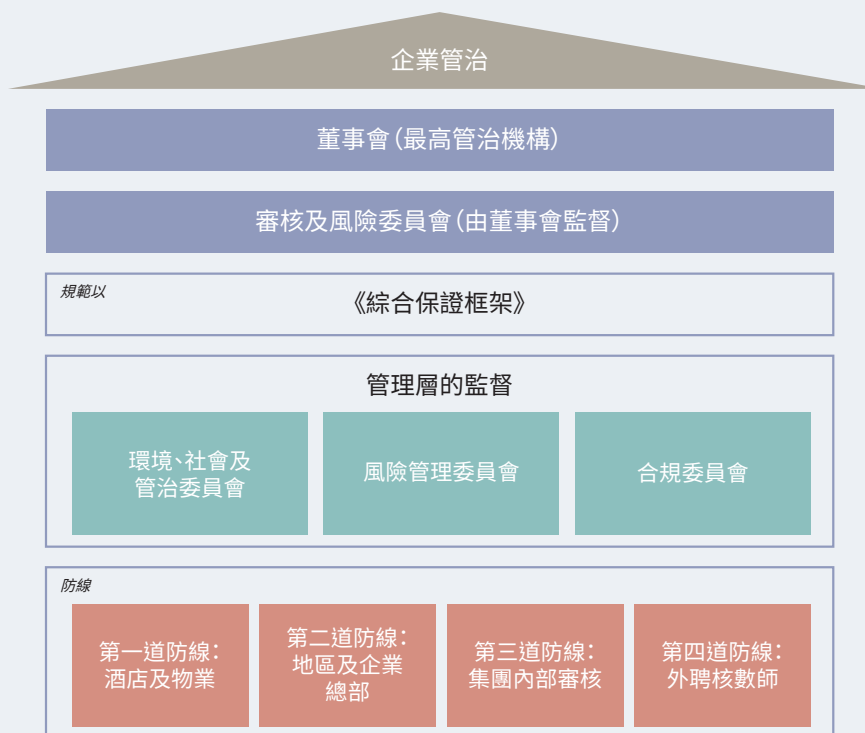 企業管治
董事會（最高管治機構）
審核及風險委員會（由董事會監督）
規範以
《綜合保證框架》
管理層的監督
環境、社會及
管治委員會
風險管理委員會
合規委員會
防線
第一道防線：
酒店及物業
第二道防線：
地區及企業
總部
第三道防線：
集團內部審核
第四道防線：
外聘核數師